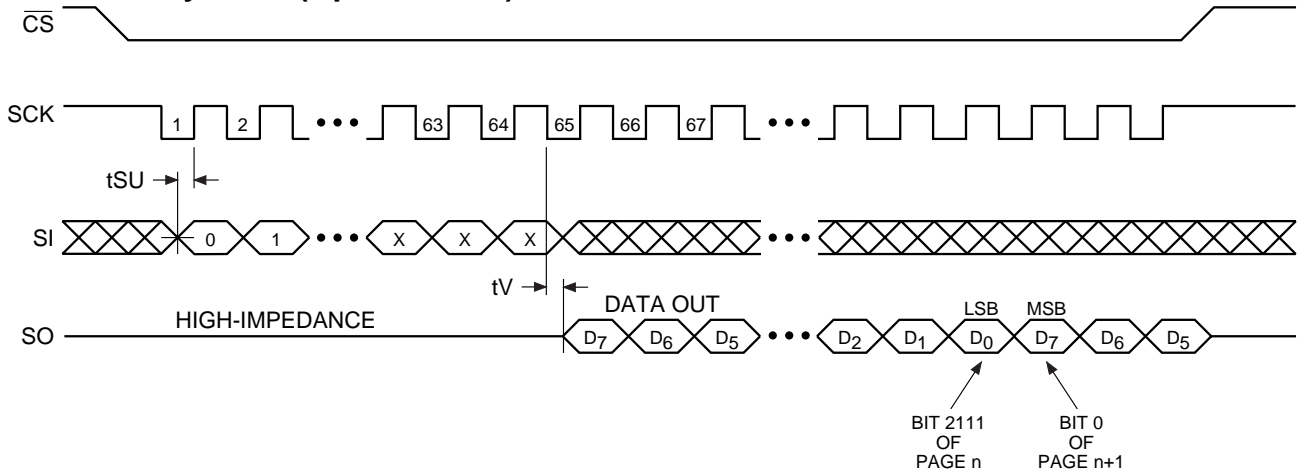 CS
SCK
1 2 ••• 63 64 65 66 67 •••
tSU
SI
0 1 ••• X X X •••
tV
DATA OUT
LSB MSB
HIGH-IMPEDANCE
SO
D7 D6 D5 ••• D2 D1 D0 D7 D6 D5
BIT 2111
OF
PAGE n
BIT 0
OF
PAGE n+1